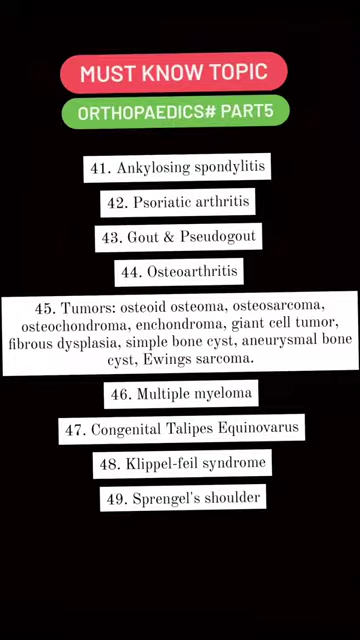 MUST KNOW TOPIC
ORTHOPAEDICS# PART5
41. Ankylosing spondylitis
42. Psoriatic arthritis
43. Gout & Pseudogout
44. Osteoarthritis
45. Tumors: osteoid osteoma, osteosarcoma,
osteochondroma, enchondroma, giant cell tumor,
fibrous dysplasia, simple bone cyst, aneurysmal bone
cyst, Ewings sarcoma.
46. Multiple myeloma
47. Congenital Talipes Equinovarus
48. Klippel-feil syndrome
49. Sprengel's shoulder